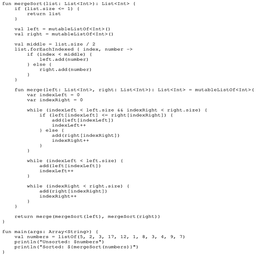 fun mergeSort(list: List<Int>): List<Int> {
    if (list.size <= 1) {
        return list
    }

    val left = mutableListOf<Int>()
    val right = mutableListOf<Int>()

    val middle = list.size / 2
    list.forEachIndexed { index, number ->
        if (index < middle) {
            left.add(number)
        } else {
            right.add(number)
        }
    }

    fun merge(left: List<Int>, right: List<Int>): List<Int> = mutableListOf<Int>(
        var indexLeft = 0
        var indexRight = 0

        while (indexLeft < left.size && indexRight < right.size) {
            if (left[indexLeft] <= right[indexRight]) {
                add(left[indexLeft])
                indexLeft++
            } else {
                add(right[indexRight])
                indexRight++
            }
        }

        while (indexLeft < left.size) {
            add(left[indexLeft])
            indexLeft++
        }

        while (indexRight < right.size) {
            add(right[indexRight])
            indexRight++
        }
    }

    return merge(mergeSort(left), mergeSort(right))
}

fun main(args: Array<String>) {
    val numbers = listOf(5, 2, 3, 17, 12, 1, 8, 3, 4, 9, 7)
    println("Unsorted: $numbers")
    println("Sorted: ${mergeSort(numbers)}")
}